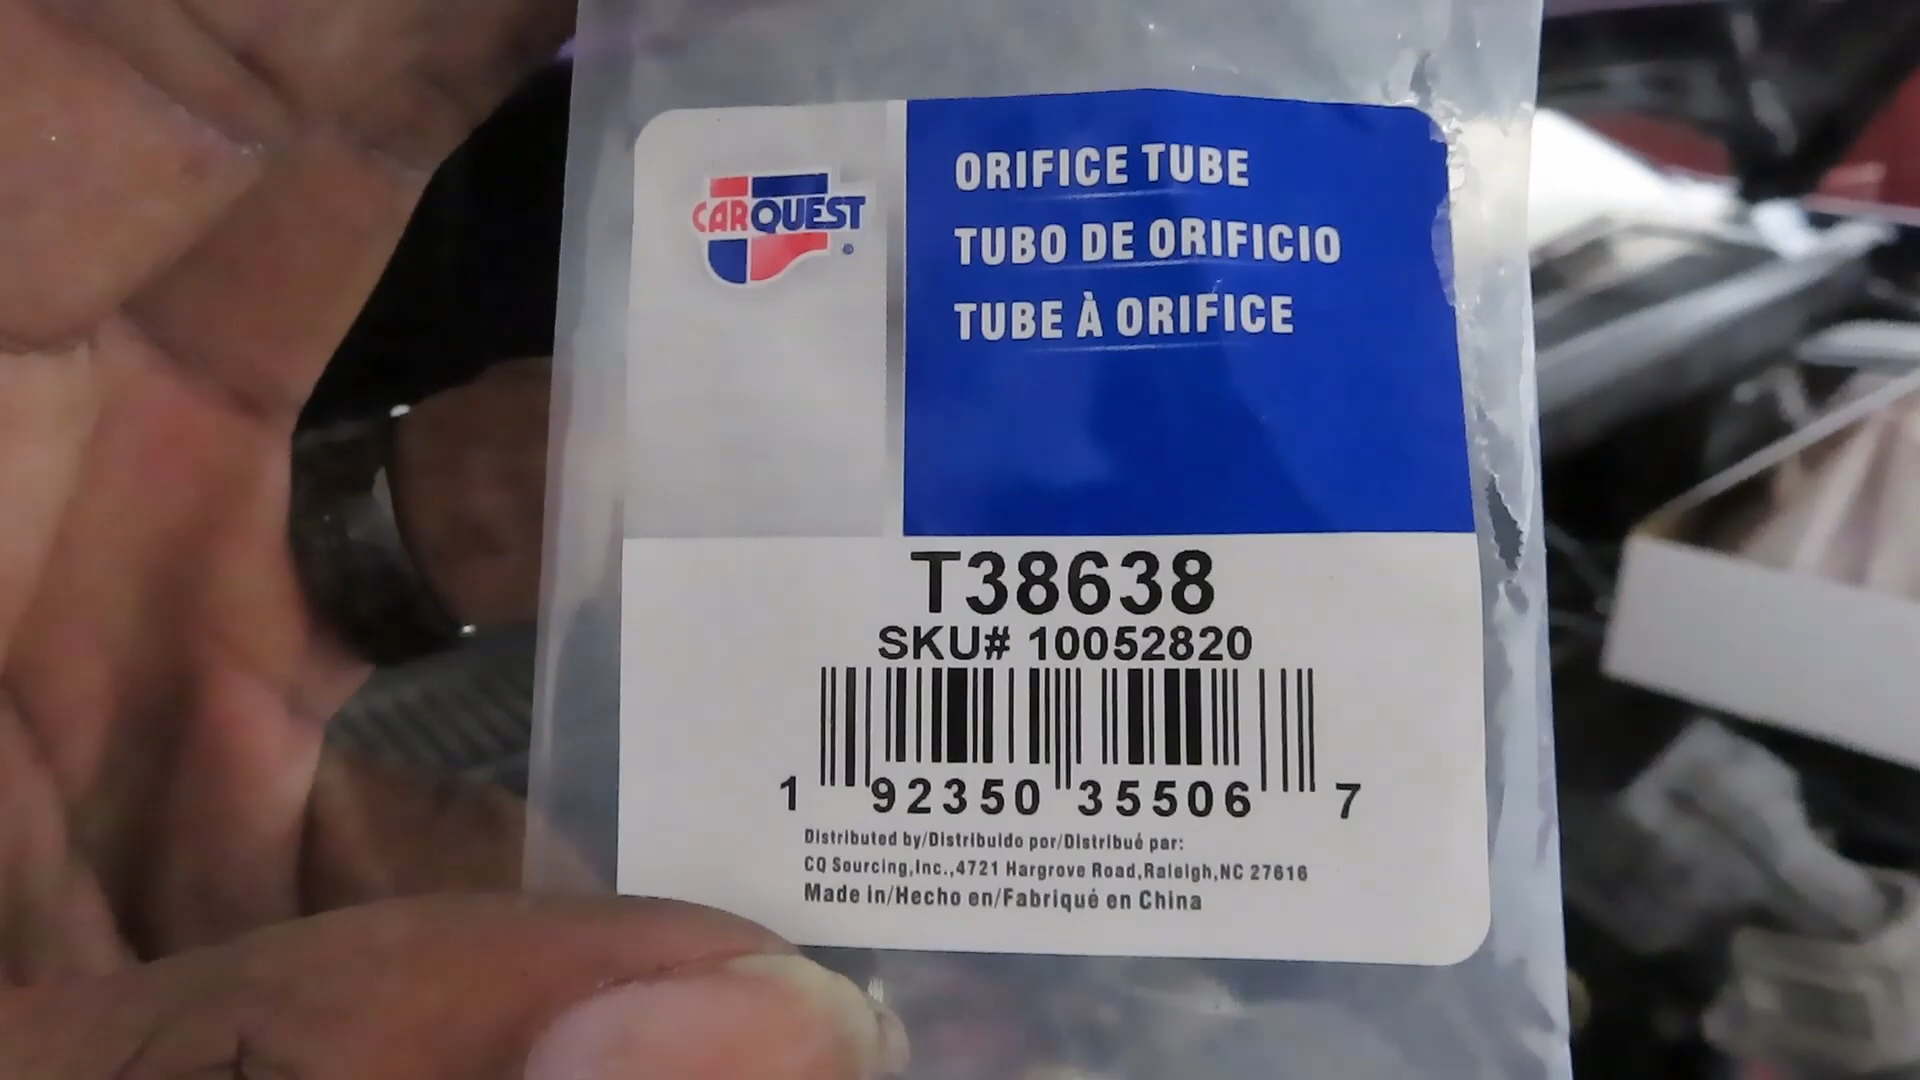 CARQUEST®
ORIFICE TUBE
TUBO DE ORIFICIO
TUBE À ORIFICE
T38638
SKU# 10052820
1 92350 35506 7
Distributed by/Distribuido por/Distribué par:
CQ Sourcing,Inc.,4721 Hargrove Road,Raleigh,NC 27616
Made in/Hecho en/Fabriqué en China